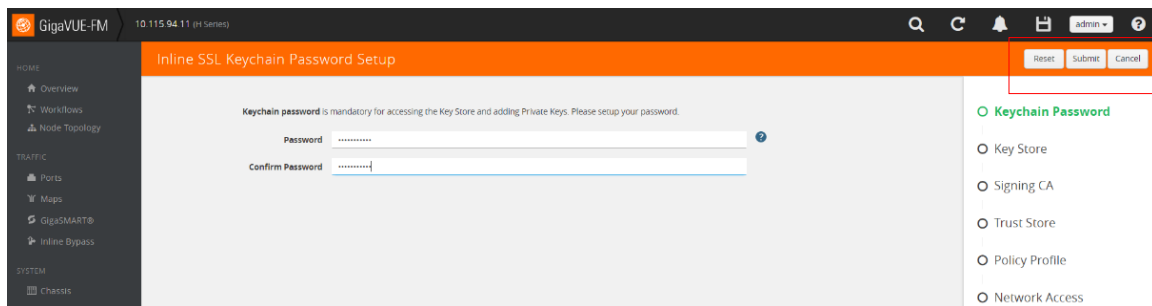 GigaVUE-FM 10.115.94.11 (H Series) admin
Inline SSL Keychain Password Setup Reset Submit Cancel
HOME
Overview
Workflows
Node Topology
TRAFFIC
Ports
Maps
GigaSMART®
Inline Bypass
SYSTEM
Chassis
Keychain password is mandatory for accessing the Key Store and adding Private Keys. Please setup your password.
Password ···········
Confirm Password ···········
Keychain Password
Key Store
Signing CA
Trust Store
Policy Profile
Network Access